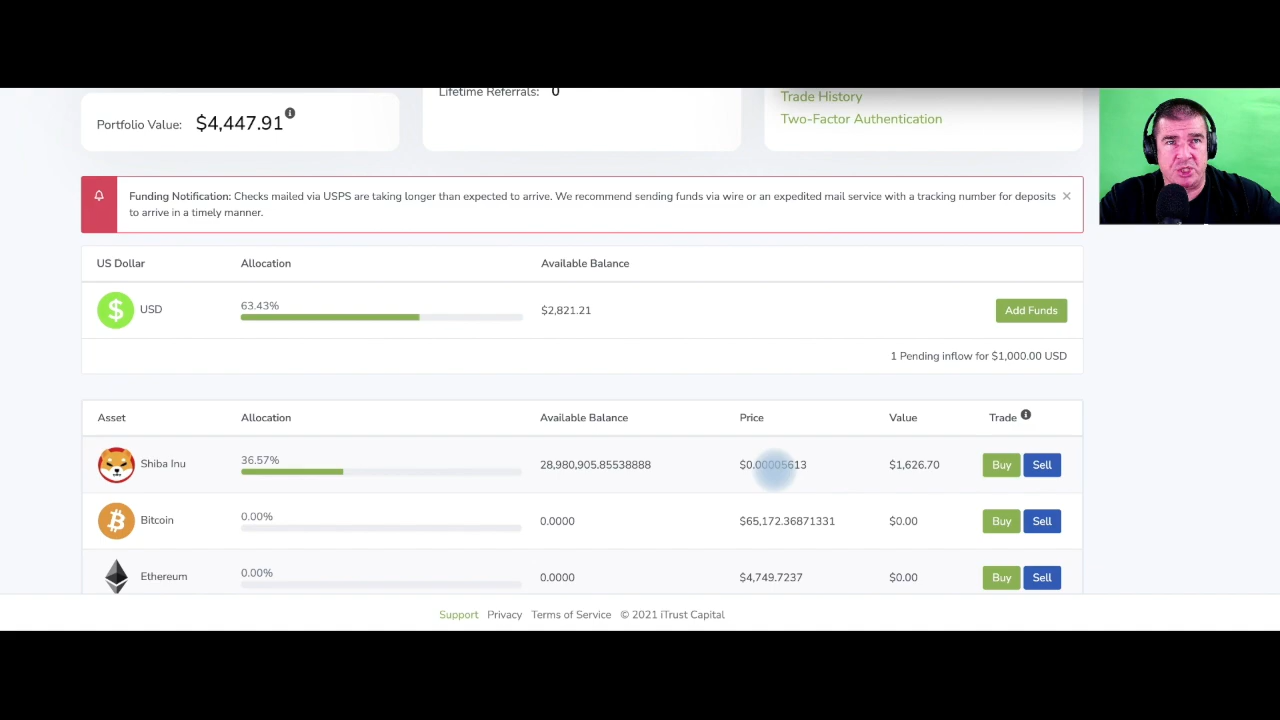 Lifetime Referrals: 0
Trade History
Portfolio Value: $4,447.91
Two-Factor Authentication
Funding Notification: Checks mailed via USPS are taking longer than expected to arrive. We recommend sending funds via wire or an expedited mail service with a tracking number for deposits
to arrive in a timely manner.
US Dollar Allocation Available Balance
USD 63.43% $2,821.21 Add Funds
1 Pending inflow for $1,000.00 USD
Asset Allocation Available Balance Price Value Trade
Shiba Inu 36.57% 28,980,905.85538888 $0.00005613 $1,626.70 Buy Sell
Bitcoin 0.00% 0.0000 $65,172.36871331 $0.00 Buy Sell
Ethereum 0.00% 0.0000 $4,749.7237 $0.00 Buy Sell
Support Privacy Terms of Service © 2021 iTrust Capital